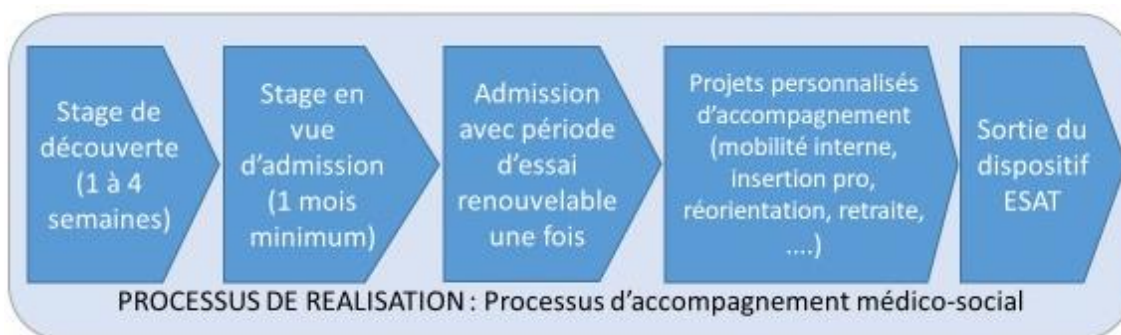 Stage de
découverte
(1 à 4
semaines)
Stage en
vue
d'admission
(1 mois
minimum)
Admission
avec période
d'essai
renouvelable
une fois
Projets personnalisés
d'accompagnement
(mobilité interne,
insertion pro,
réorientation, retraite,
....)
Sortie du
dispositif
ESAT
PROCESSUS DE REALISATION : Processus d'accompagnement médico-social